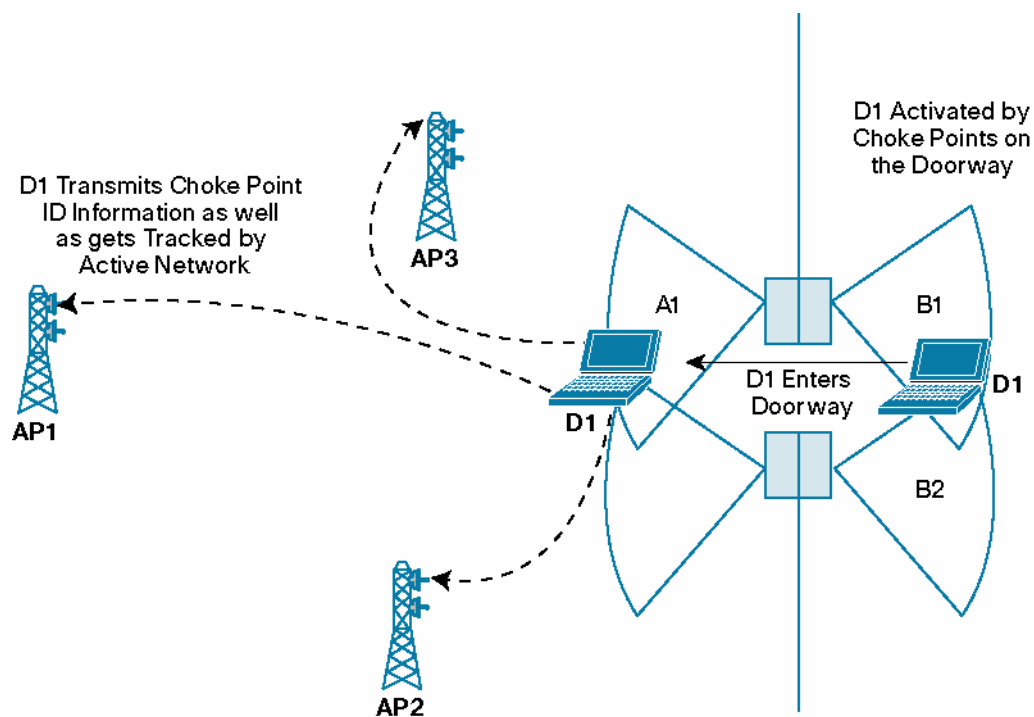 D1 Activated by
Choke Points on
the Doorway
D1 Transmits Choke Point
ID Information as well
as gets Tracked by
Active Network
AP3
AP1
A1
B1
D1
D1 Enters
Doorway
D1
B2
AP2